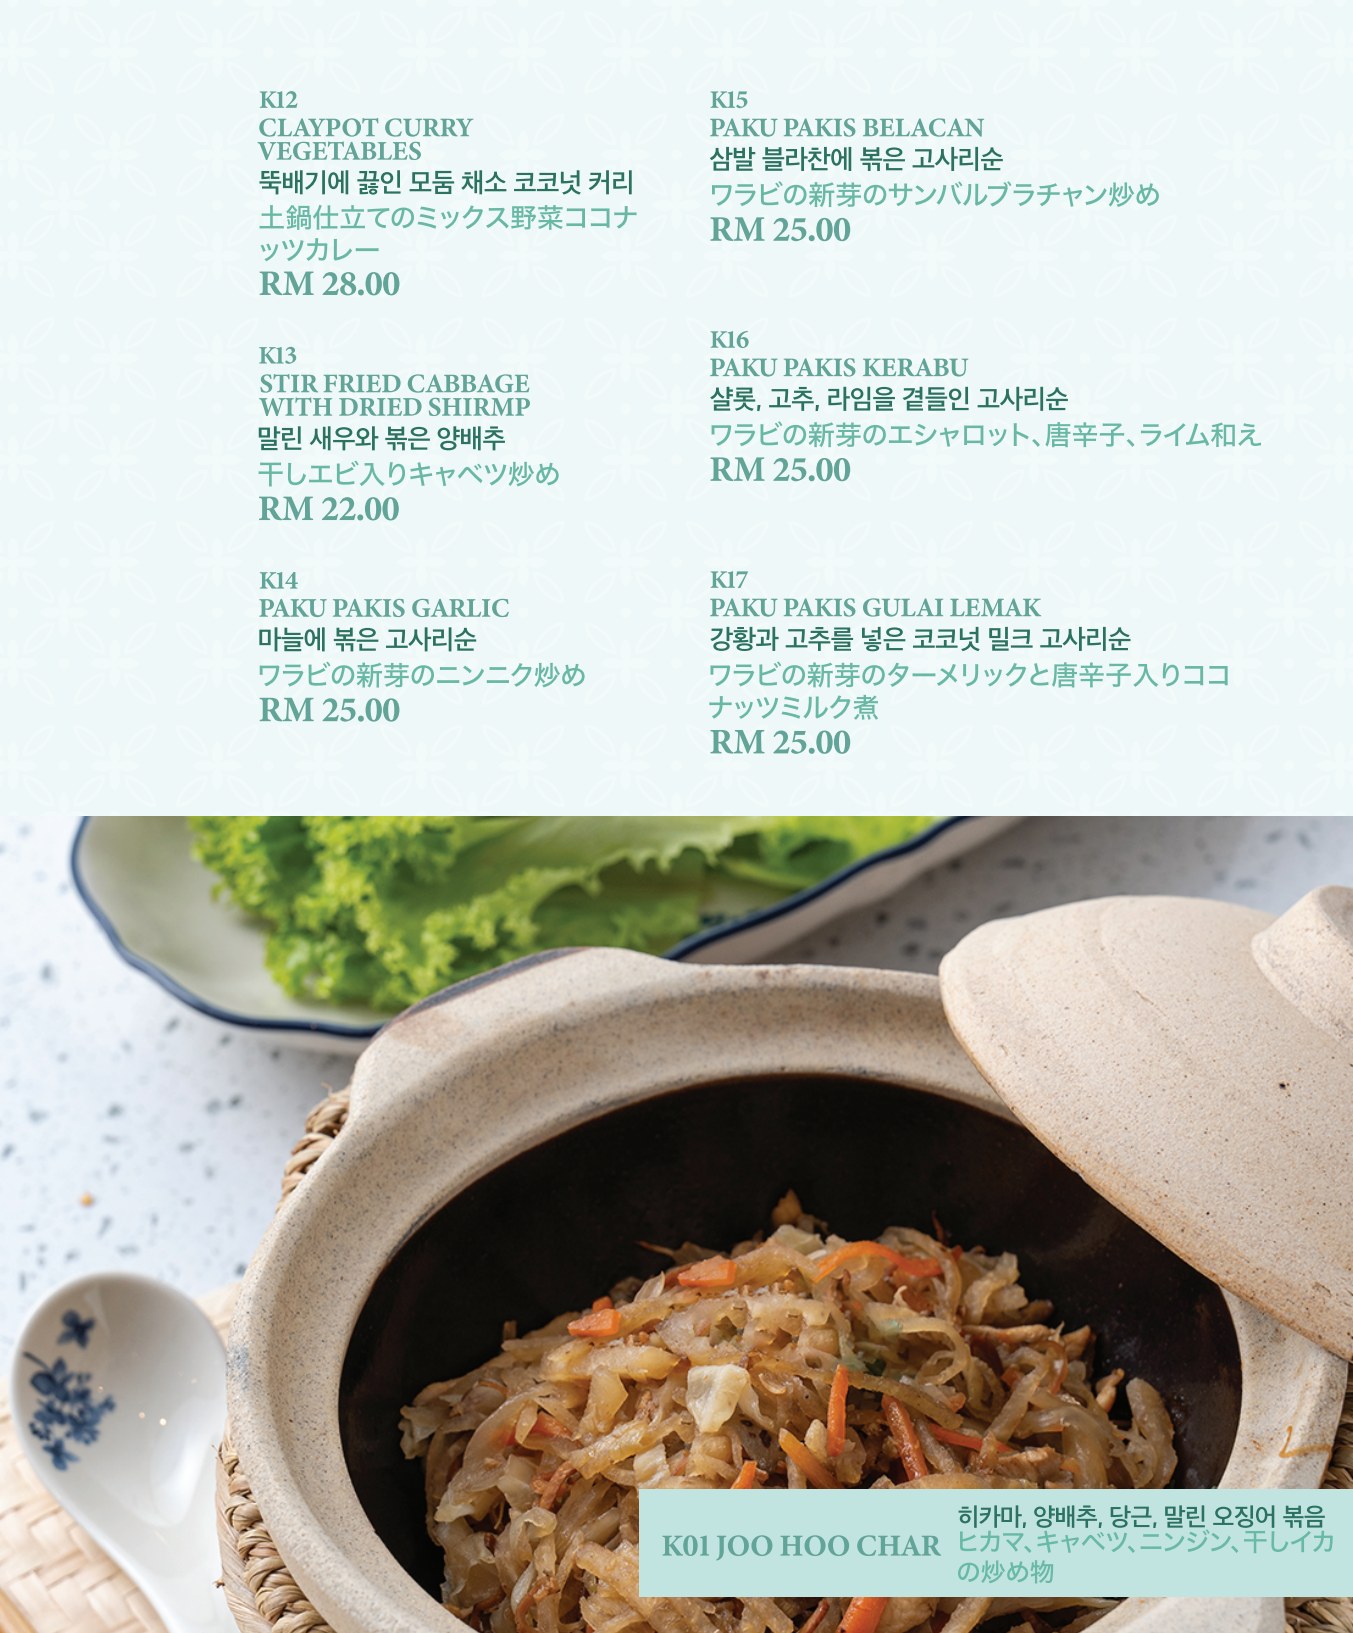 K12
CLAYPOT CURRY
VEGETABLES
뚝배기에 끓인 모둠 채소 코코넛 커리
土鍋仕立てのミックス野菜ココナ
ッツカレー
RM 28.00
K13
STIR FRIED CABBAGE
WITH DRIED SHIRMP
말린 새우와 볶은 양배추
干しエビ入りキャベツ炒め
RM 22.00
K14
PAKU PAKIS GARLIC
마늘에 볶은 고사리순
ワラビの新芽のニンニク炒め
RM 25.00
K15
PAKU PAKIS BELACAN
삼발 블라찬에 볶은 고사리순
ワラビの新芽のサンバルブラチャン炒め
RM 25.00
K16
PAKU PAKIS KERABU
샬롯, 고추, 라임을 곁들인 고사리순
ワラビの新芽のエシャロット、唐辛子、ライム和え
RM 25.00
K17
PAKU PAKIS GULAI LEMAK
강황과 고추를 넣은 코코넛 밀크 고사리순
ワラビの新芽のターメリックと唐辛子入りココ
ナッツミルク煮
RM 25.00
K01 JOO HOO CHAR
히카마, 양배추, 당근, 말린 오징어 볶음
ヒカマ、キャベツ、ニンジン、干しイカ
の炒め物